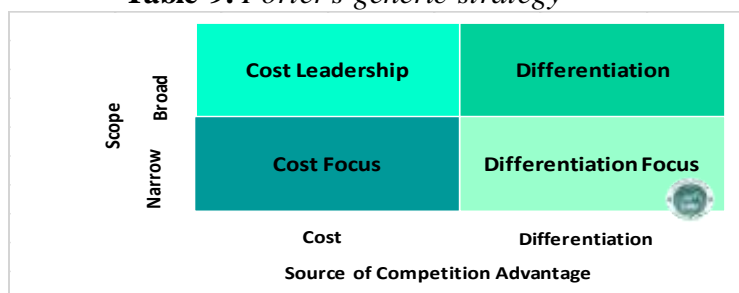 Table 9. Porter's generic strategy
Cost Leadership
Differentiation
Scope
Broad
Narrow
Cost Focus
Differentiation Focus
Cost
Differentiation
Source of Competition Advantage